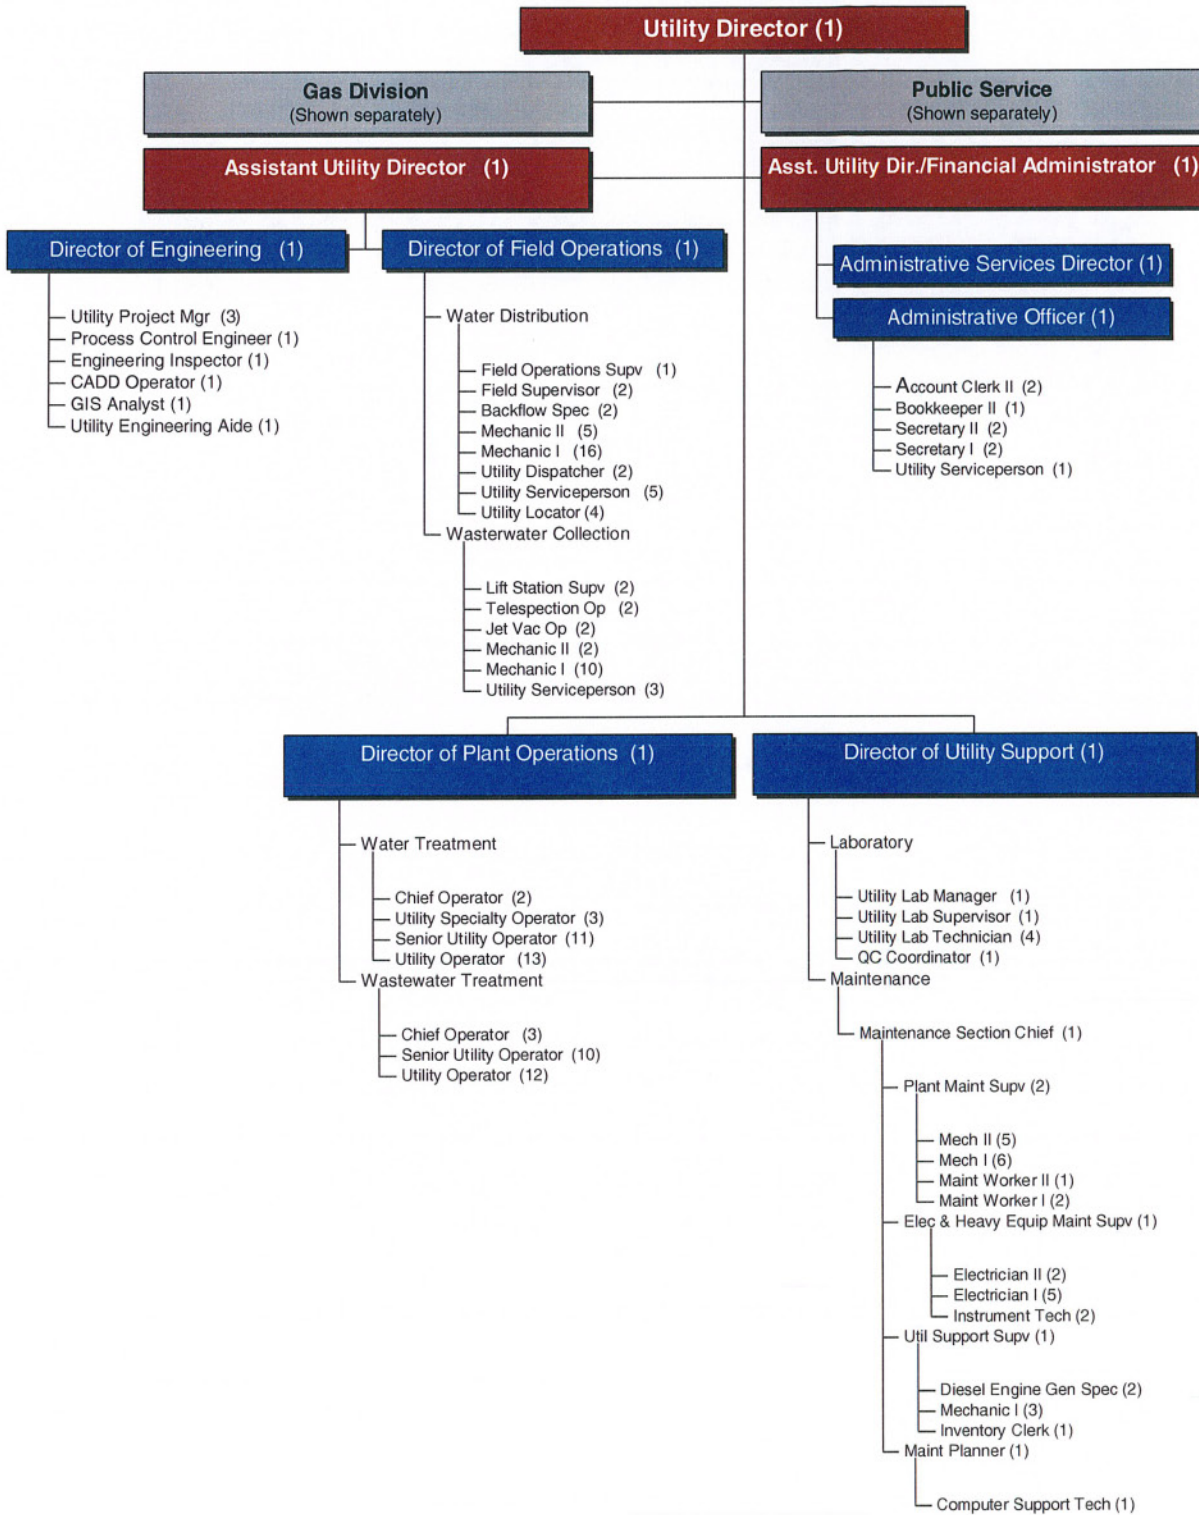 Utility Director (1)
Gas Division
(Shown separately)
Public Service
(Shown separately)
Assistant Utility Director (1)
Asst. Utility Dir./Financial Administrator (1)
Director of Engineering (1)
Utility Project Mgr (3)
Process Control Engineer (1)
Engineering Inspector (1)
CADD Operator (1)
GIS Analyst (1)
Utility Engineering Aide (1)
Director of Field Operations (1)
Water Distribution
Field Operations Supv (1)
Field Supervisor (2)
Backflow Spec (2)
Mechanic II (5)
Mechanic I (16)
Utility Dispatcher (2)
Utility Serviceperson (5)
Utility Locator (4)
Wasterwater Collection
Lift Station Supv (2)
Telespection Op (2)
Jet Vac Op (2)
Mechanic II (2)
Mechanic I (10)
Utility Serviceperson (3)
Administrative Services Director (1)
Administrative Officer (1)
Account Clerk II (2)
Bookkeeper II (1)
Secretary II (2)
Secretary I (2)
Utility Serviceperson (1)
Director of Plant Operations (1)
Water Treatment
Chief Operator (2)
Utility Specialty Operator (3)
Senior Utility Operator (11)
Utility Operator (13)
Wastewater Treatment
Chief Operator (3)
Senior Utility Operator (10)
Utility Operator (12)
Director of Utility Support (1)
Laboratory
Utility Lab Manager (1)
Utility Lab Supervisor (1)
Utility Lab Technician (4)
QC Coordinator (1)
Maintenance
Maintenance Section Chief (1)
Plant Maint Supv (2)
Mech II (5)
Mech I (6)
Maint Worker II (1)
Maint Worker I (2)
Elec & Heavy Equip Maint Supv (1)
Electrician II (2)
Electrician I (5)
Instrument Tech (2)
Util Support Supv (1)
Diesel Engine Gen Spec (2)
Mechanic I (3)
Inventory Clerk (1)
Maint Planner (1)
Computer Support Tech (1)